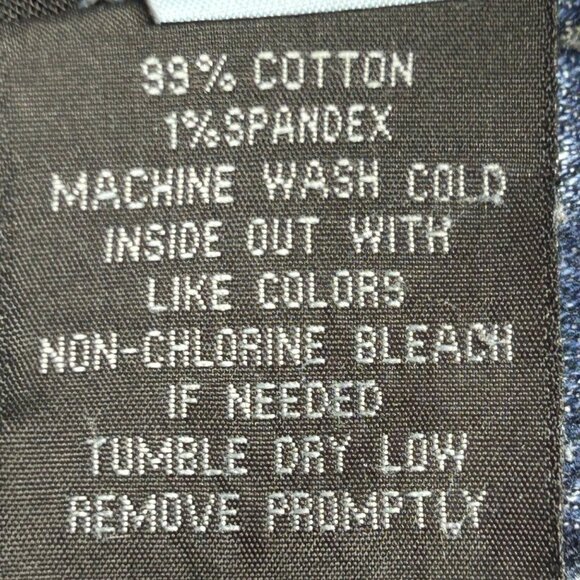 99% COTTON
1%SPANDEX
MACHINE WASH COLD
INSIDE OUT WITH
LIKE COLORS
NON-CHLORINE BLEACH
IF NEEDED
TUMBLE DRY LOW
REMOVE PROMPTLY